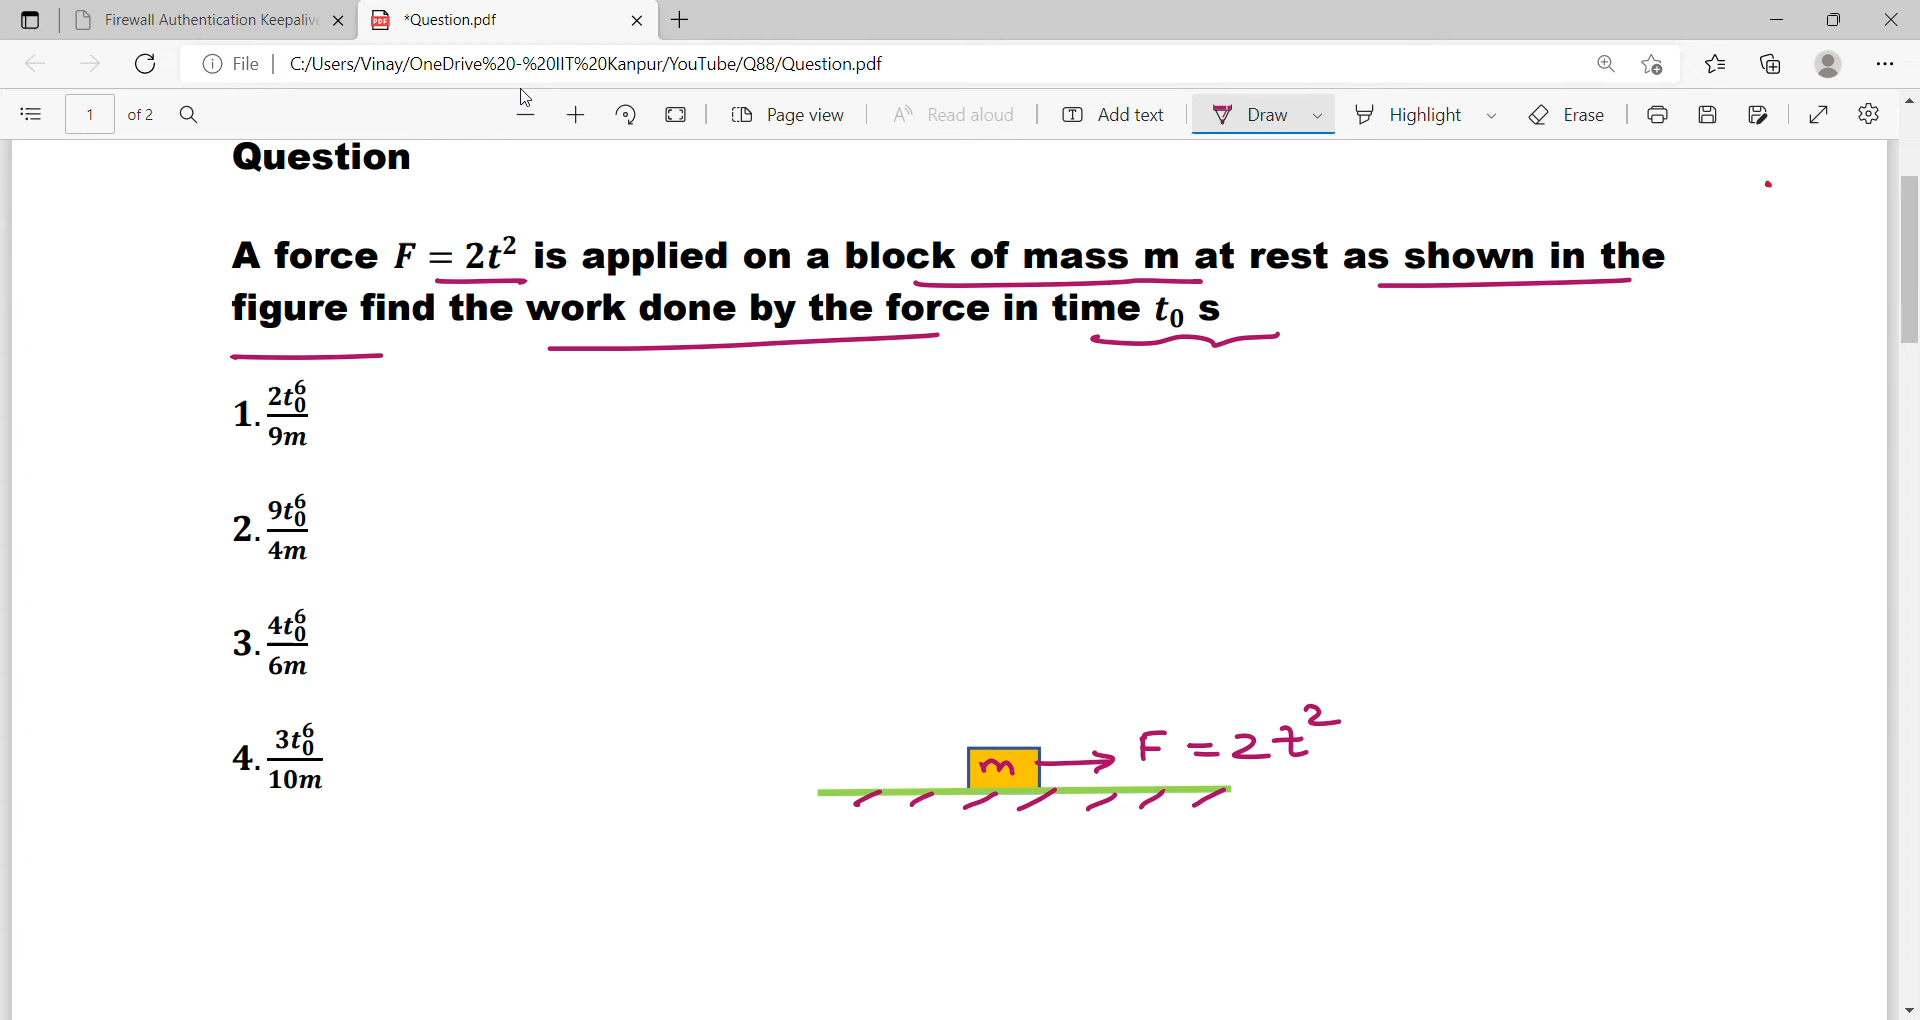 Firewall Authentication Keepaliv
*Question.pdf
File
C:/Users/Vinay/OneDrive%20-%20IIT%20Kanpur/YouTube/Q88/Question.pdf
1 of 2
Page view
Read aloud
Add text
Draw
Highlight
Erase
Question
A force F = 2t² is applied on a block of mass m at rest as shown in the
figure find the work done by the force in time t₀ s
1. 2t₀⁶/9m
2. 9t₀⁶/4m
3. 4t₀⁶/6m
4. 3t₀⁶/10m
m
F = 2t²